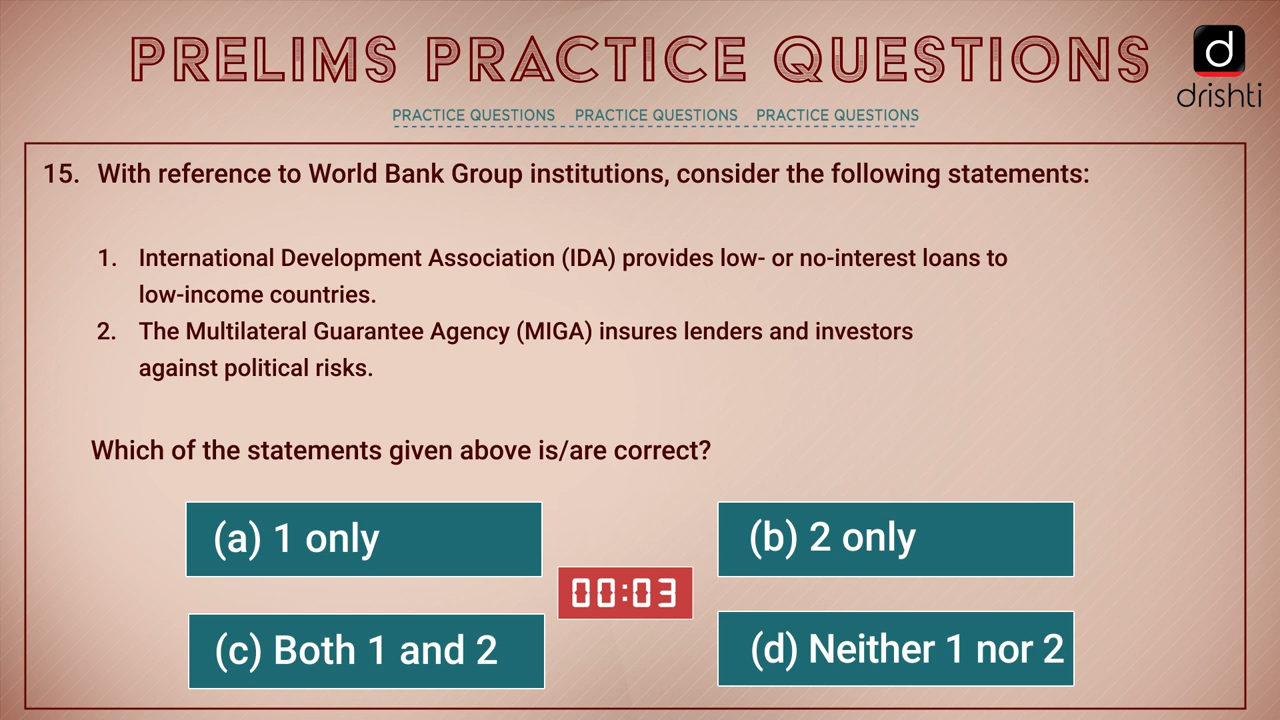 PRELIMS PRACTICE QUESTIONS
d
drishti
PRACTICE QUESTIONS PRACTICE QUESTIONS PRACTICE QUESTIONS
15. With reference to World Bank Group institutions, consider the following statements:
1. International Development Association (IDA) provides low- or no-interest loans to
low-income countries.
2. The Multilateral Guarantee Agency (MIGA) insures lenders and investors
against political risks.
Which of the statements given above is/are correct?
(a) 1 only
(b) 2 only
00:03
(c) Both 1 and 2
(d) Neither 1 nor 2